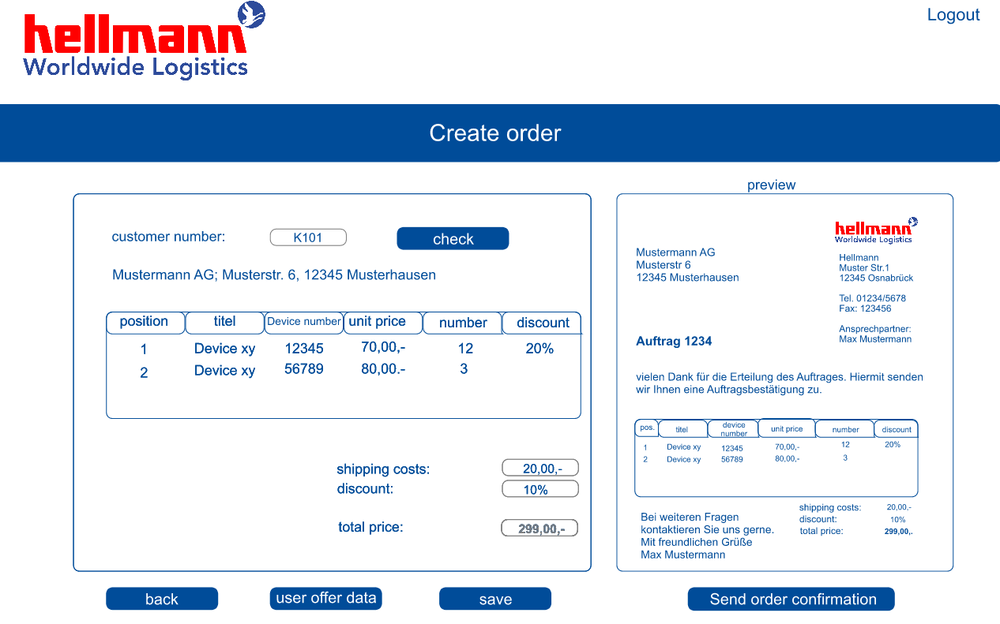 hellmann
Worldwide Logistics
Logout
Create order
customer number: K101 check
Mustermann AG; Musterstr. 6, 12345 Musterhausen
position titel Device number unit price number discount
1 Device xy 12345 70,00,- 12 20%
2 Device xy 56789 80,00.- 3
shipping costs: 20,00,-
discount: 10%
total price: 299,00,-
back user offer data save
preview
hellmann
Worldwide Logistics
Mustermann AG
Musterstr 6
12345 Musterhausen
Hellmann
Muster Str.1
12345 Osnabrück
Tel. 01234/5678
Fax: 123456
Ansprechpartner:
Max Mustermann
Auftrag 1234
vielen Dank für die Erteilung des Auftrages. Hiermit senden
wir Ihnen eine Auftragsbestätigung zu.
pos. titel device number unit price number discount
1 Device xy 12345 70,00,- 12 20%
2 Device xy 56789 80,00,- 3
shipping costs: 20,00,-
discount: 10%
total price: 299,00,.
Bei weiteren Fragen
kontaktieren Sie uns gerne.
Mit freundlichen Grüße
Max Mustermann
Send order confirmation